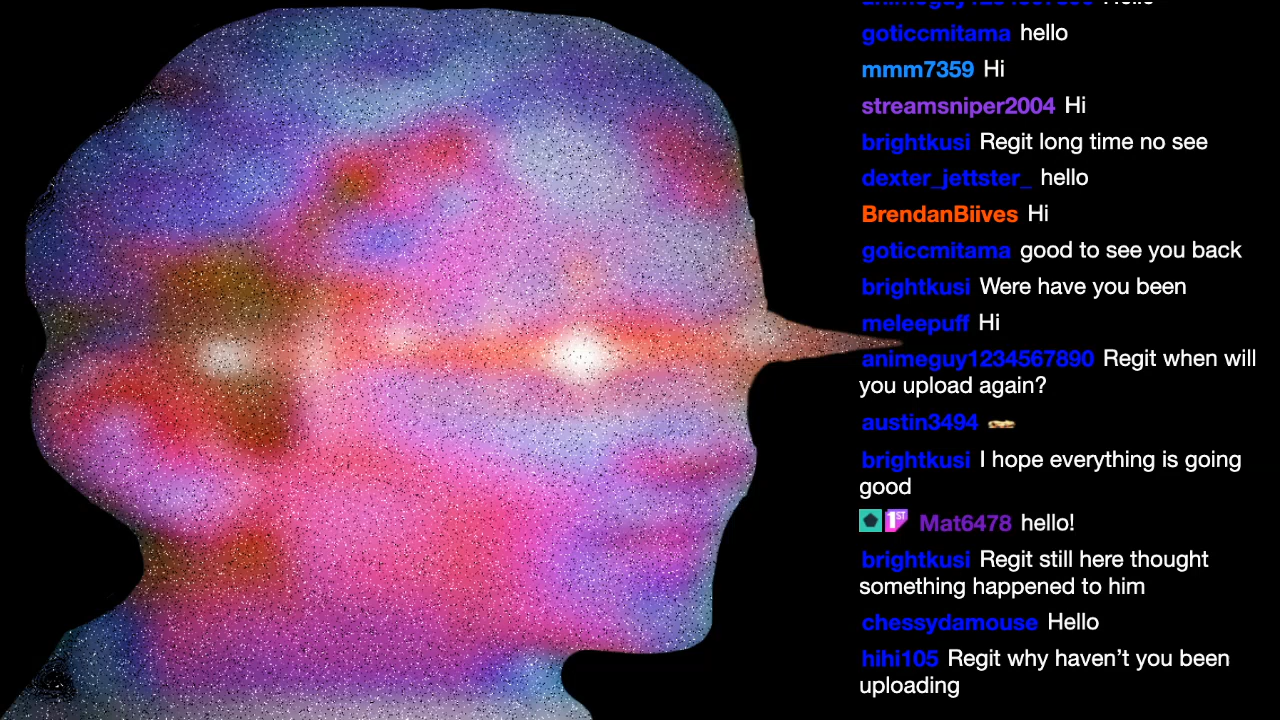 goticcmitama hello
mmm7359 Hi
streamsniper2004 Hi
brightkusi Regit long time no see
dexter_jettster_ hello
BrendanBiives Hi
goticcmitama good to see you back
brightkusi Were have you been
meleepuff Hi
animeguy1234567890 Regit when will
you upload again?
austin3494
brightkusi I hope everything is going
good
1ST Mat6478 hello!
brightkusi Regit still here thought
something happened to him
chessydamouse Hello
hihi105 Regit why haven't you been
uploading